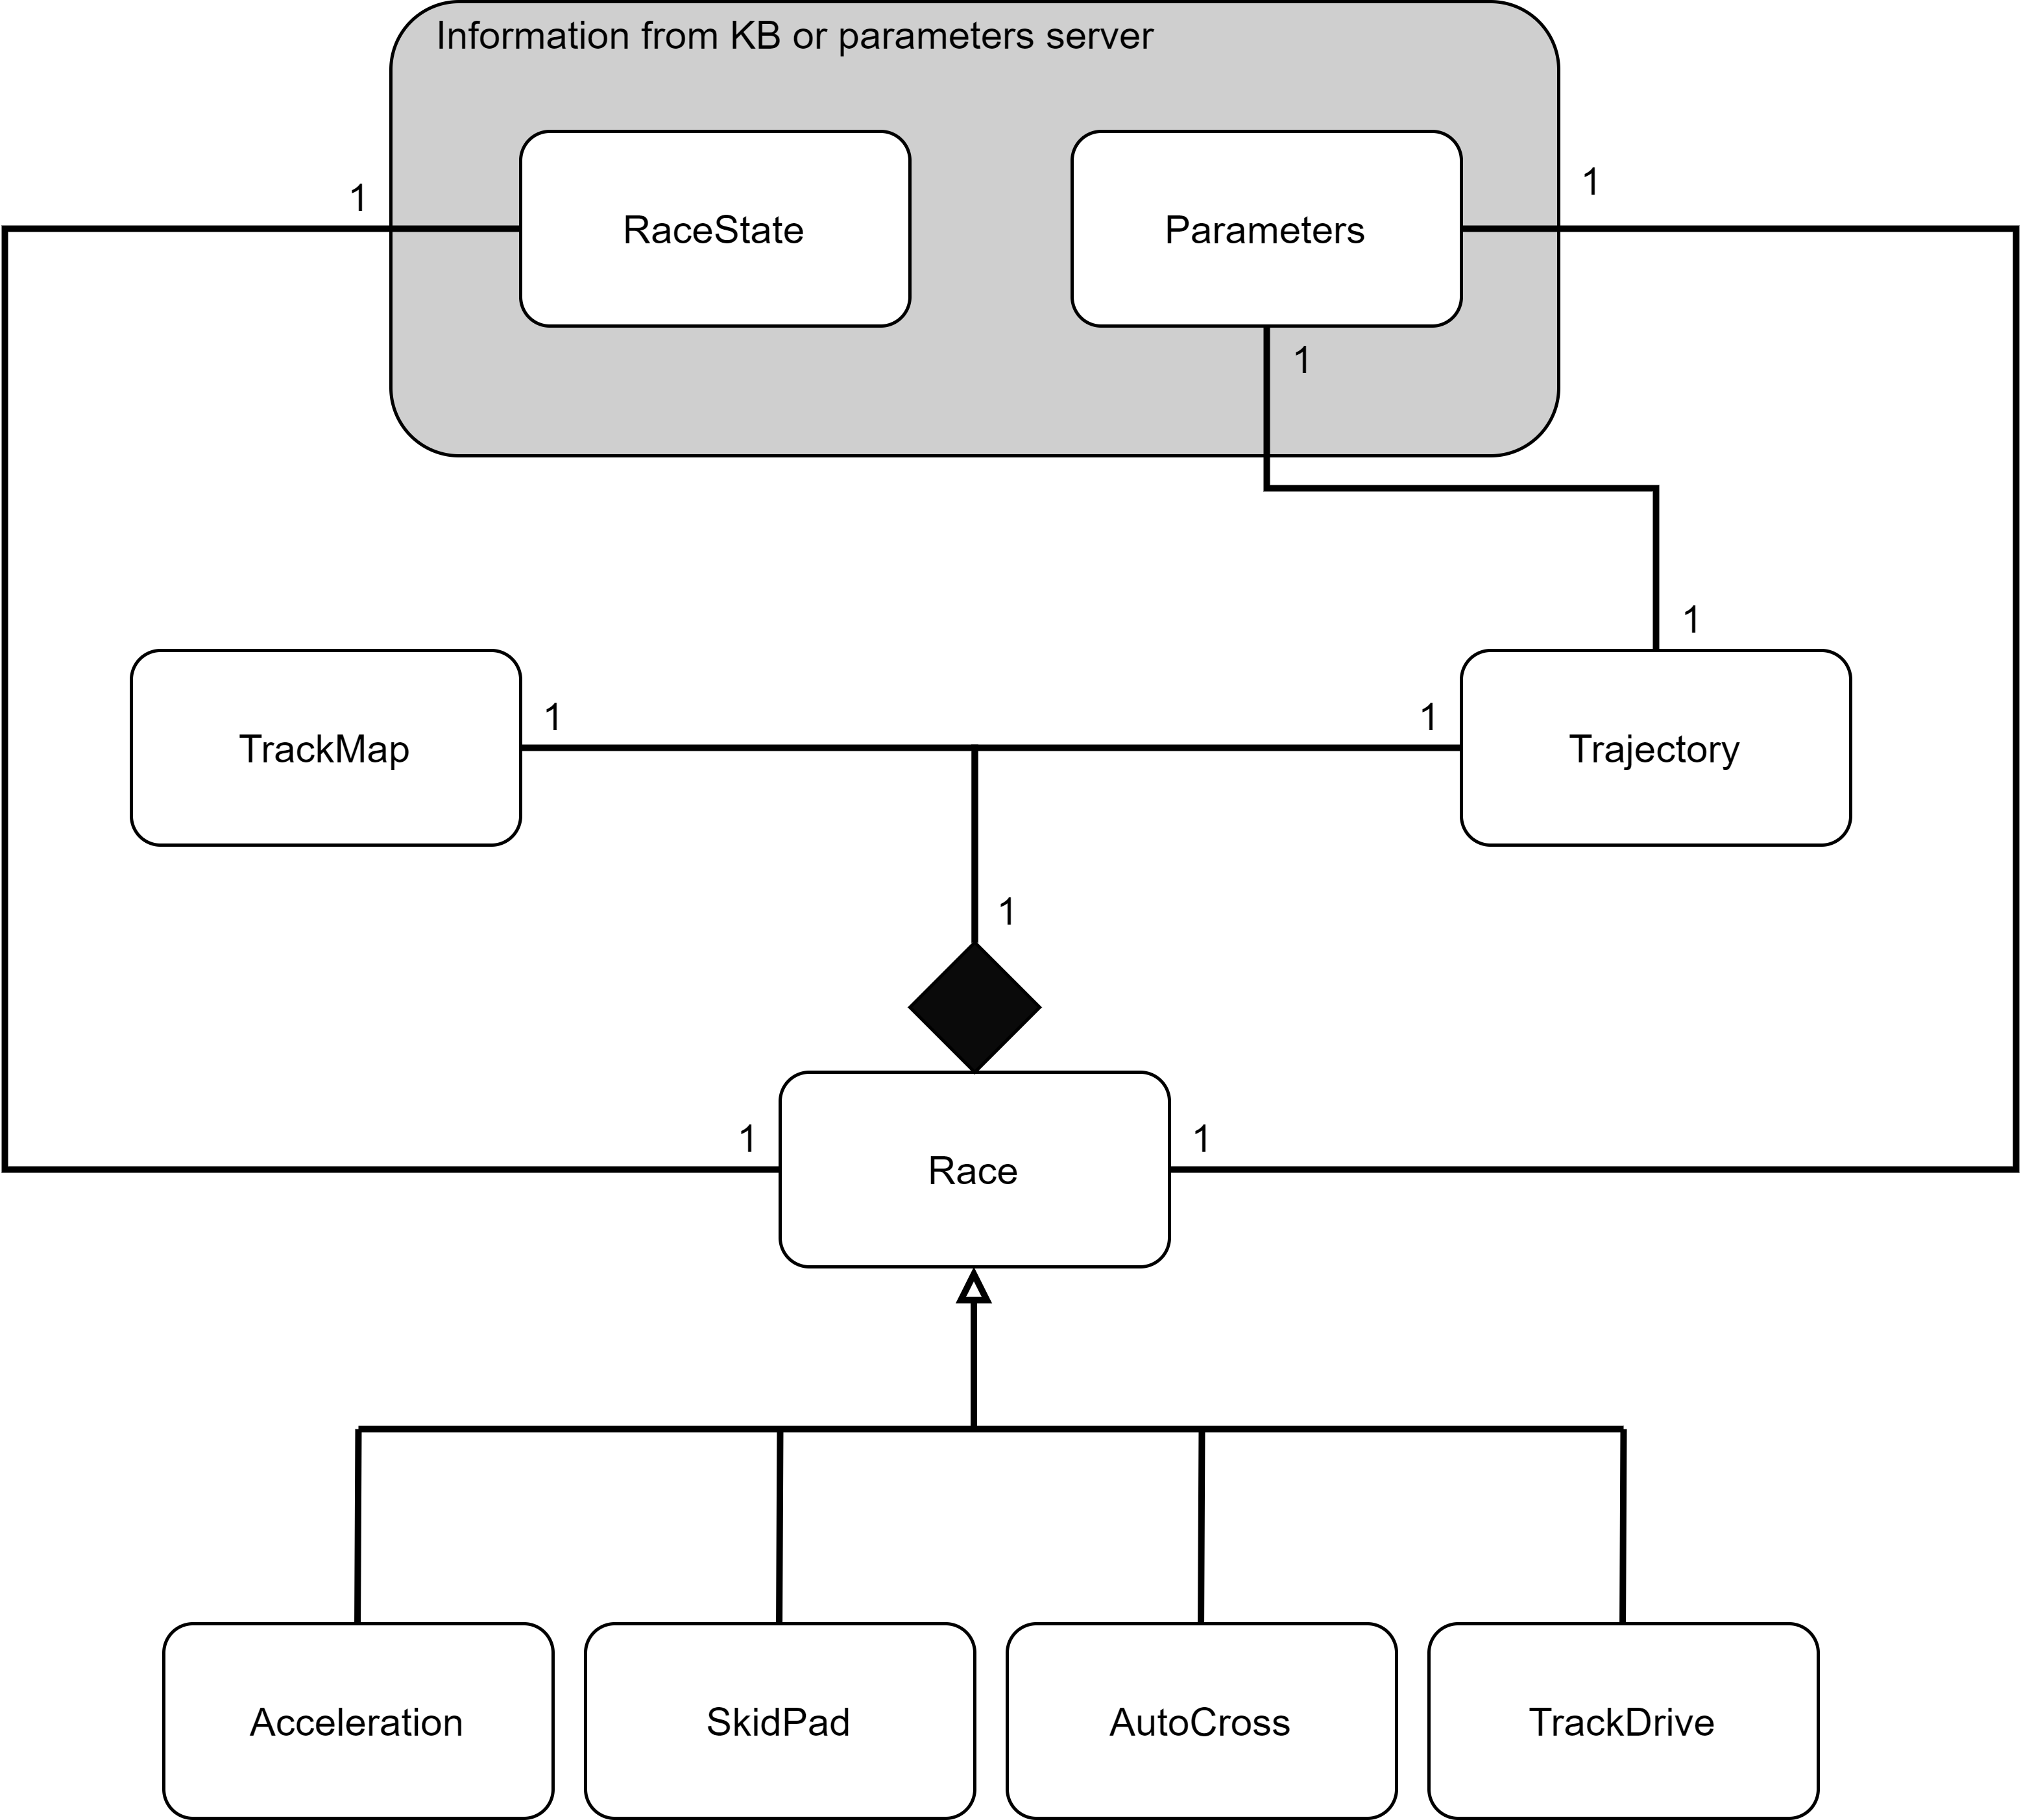 Information from KB or parameters server
1
1
RaceState
Parameters
1
1
1
1
TrackMap
Trajectory
1
1
1
Race
Acceleration
SkidPad
AutoCross
TrackDrive